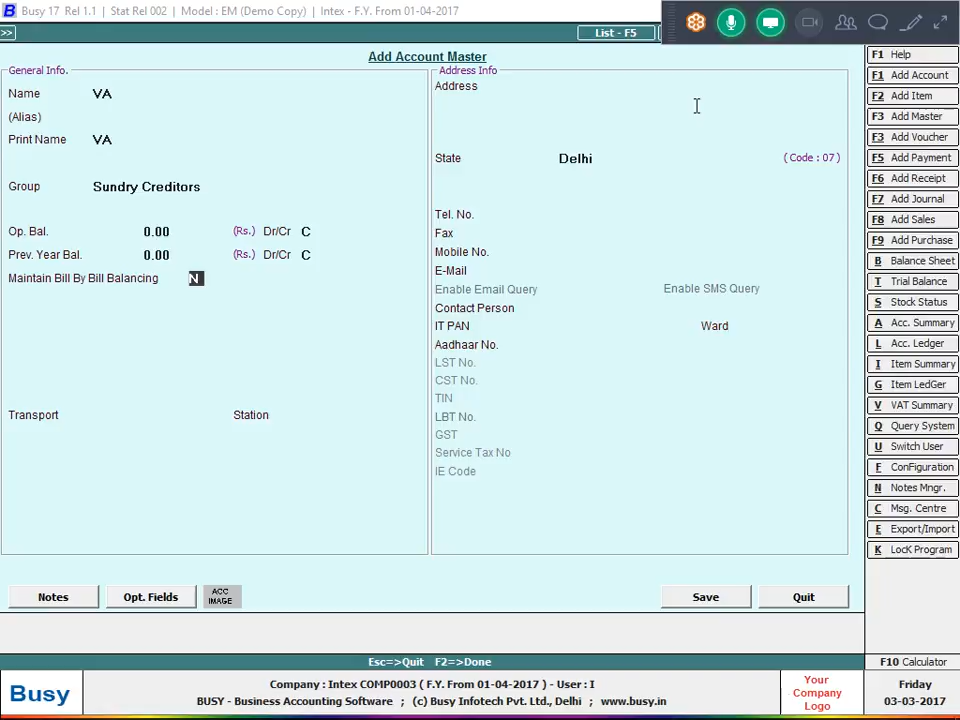 Busy 17 Rel 1.1 | Stat Rel 002 | Model : EM (Demo Copy) | Intex - F.Y. From 01-04-2017
>> List - F5
Add Account Master
General Info.
Name VA
(Alias)
Print Name VA
Group Sundry Creditors
Op. Bal. 0.00 (Rs.) Dr/Cr C
Prev. Year Bal. 0.00 (Rs.) Dr/Cr C
Maintain Bill By Bill Balancing N
Transport Station
Address Info
Address
State Delhi ( Code : 07 )
Tel. No.
Fax
Mobile No.
E-Mail
Enable Email Query Enable SMS Query
Contact Person
IT PAN Ward
Aadhaar No.
LST No.
CST No.
TIN
LBT No.
GST
Service Tax No
IE Code
Notes Opt. Fields ACC IMAGE Save Quit
F1 Help
F1 Add Account
F2 Add Item
F3 Add Master
F3 Add Voucher
F5 Add Payment
F6 Add Receipt
F7 Add Journal
F8 Add Sales
F9 Add Purchase
B Balance Sheet
T Trial Balance
S Stock Status
A Acc. Summary
L Acc. Ledger
I Item Summary
G Item LedGer
V VAT Summary
Q Query System
U Switch User
F ConFiguration
N Notes Mngr.
C Msg. Centre
E Export/Import
K LocK Program
F10 Calculator
Esc=>Quit F2=>Done
Busy
Company : Intex COMP0003 ( F.Y. From 01-04-2017 ) - User : I
BUSY - Business Accounting Software ; (c) Busy Infotech Pvt. Ltd., Delhi ; www.busy.in
Your
Company
Logo
Friday
03-03-2017